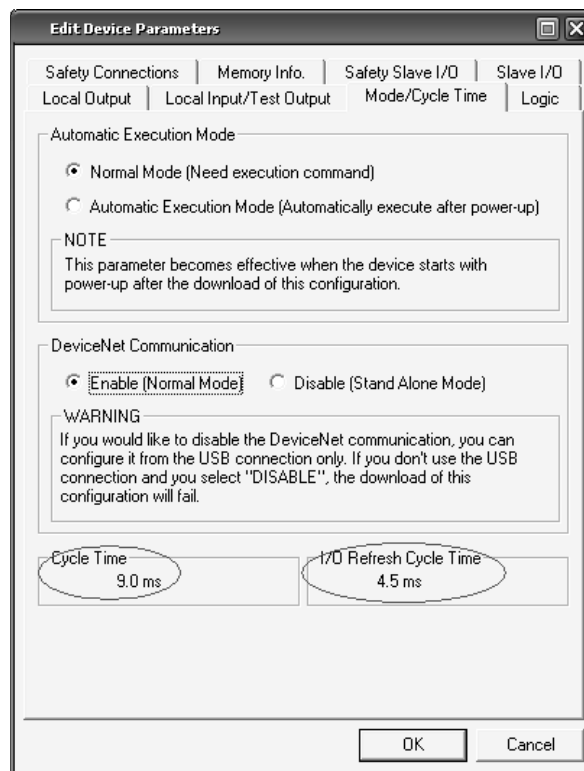 Edit Device Parameters
Safety Connections Memory Info. Safety Slave I/O Slave I/O
Local Output Local Input/Test Output Mode/Cycle Time Logic
Automatic Execution Mode
Normal Mode (Need execution command)
Automatic Execution Mode (Automatically execute after power-up)
NOTE
This parameter becomes effective when the device starts with
power-up after the download of this configuration.
DeviceNet Communication
Enable (Normal Mode) Disable (Stand Alone Mode)
WARNING
If you would like to disable the DeviceNet communication, you can
configure it from the USB connection only. If you don't use the USB
connection and you select "DISABLE", the download of this
configuration will fail.
Cycle Time I/O Refresh Cycle Time
9.0 ms 4.5 ms
OK Cancel